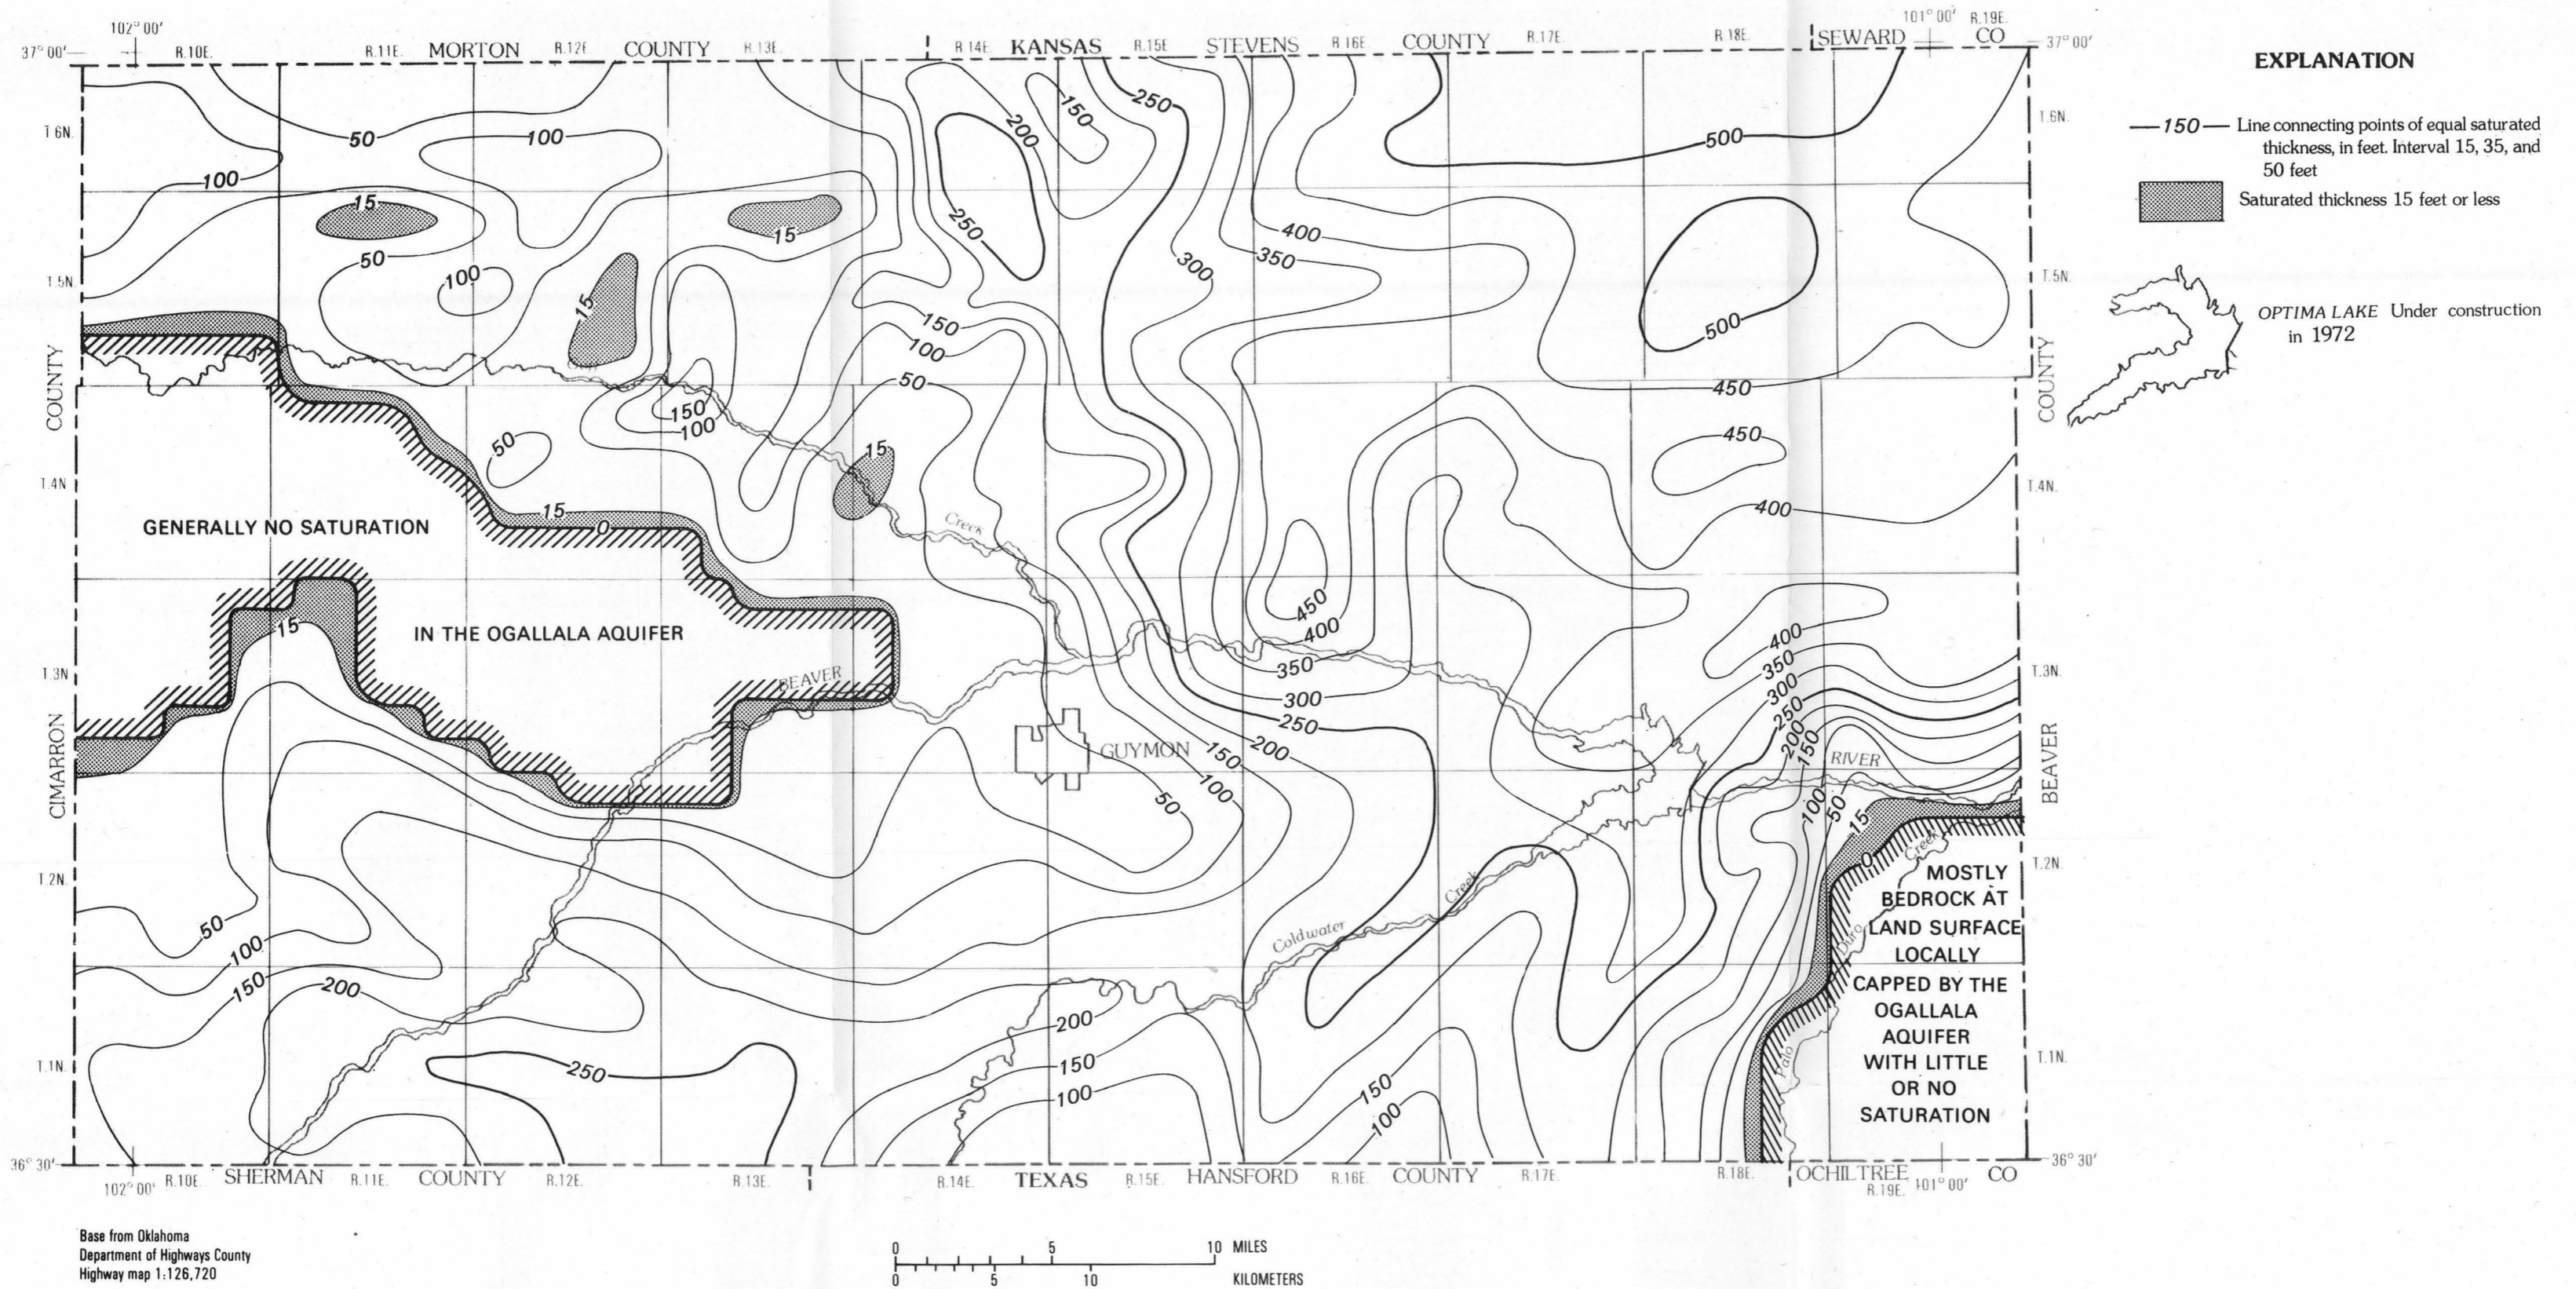 102° 00' 101° 00' R.19E.
37° 00' R.10E. R.11E. MORTON R.12E COUNTY R.13E. R 14E. KANSAS R.15E STEVENS R 16E. COUNTY R.17E. R.18E. SEWARD CO 37° 00'
EXPLANATION
150 Line connecting points of equal saturated
thickness, in feet. Interval 15, 35, and
50 feet
Saturated thickness 15 feet or less
OPTIMA LAKE Under construction
in 1972
T 6N. T.6N.
50 100 200 150 250 500
100
15 15 250 400
50 100 300 350
T.5N. T.5N.
15 150 500
100
50 450
COUNTY COUNTY
150 100 50 15 450
T.4N T.4N.
15 0 Creek 400
GENERALLY NO SATURATION
450
15 IN THE OGALLALA AQUIFER 400 400
350 350
T.3N T.3N.
BEAVER 300 300
250 250
GUYMON 150 200 200 150 RIVER
CIMARRON BEAVER
100 50 100 50 15
0 Creek
T.2N. T.2N.
50 Creek
100 Coldwater Duro
150 200
MOSTLY
BEDROCK AT
LAND SURFACE
LOCALLY
CAPPED BY THE
OGALLALA
AQUIFER
WITH LITTLE
OR NO
SATURATION
200
T.1N. 250 150 150 Palo T.1N.
100 100
36° 30' 36° 30'
102° 00' R.10E. SHERMAN R.11E. COUNTY R.12E. R.13E. R.14E. TEXAS R.15E. HANSFORD R.16E. COUNTY R.17E. R.18E. OCHILTREE CO
R.19E. 101° 00'
Base from Oklahoma
Department of Highways County
Highway map 1:126,720
0 5 10 MILES
0 5 10 KILOMETERS